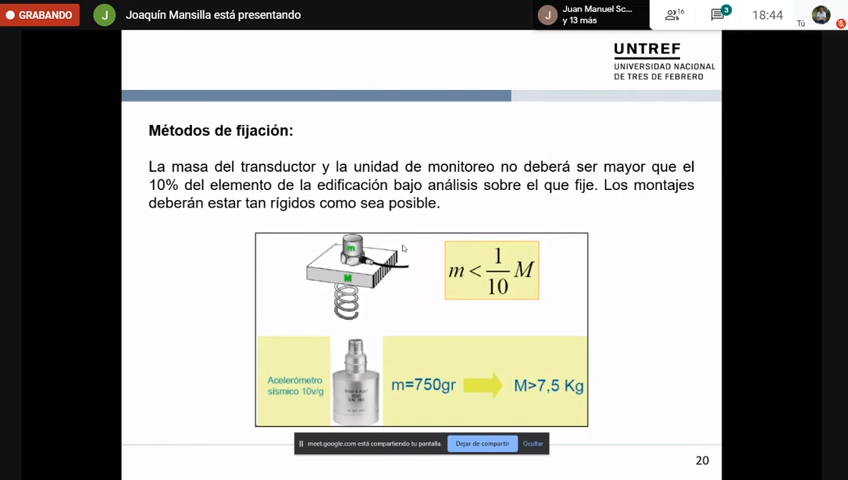 GRABANDO
J
Joaquín Mansilla está presentando
J
Juan Manuel Sc...
y 13 más
16
3
18:44
Tú
UNTREF
UNIVERSIDAD NACIONAL
DE TRES DE FEBRERO
Métodos de fijación:
La masa del transductor y la unidad de monitoreo no deberá ser mayor que el
10% del elemento de la edificación bajo análisis sobre el que fije. Los montajes
deberán estar tan rígidos como sea posible.
m
M
m < 1/10 M
Acelerómetro
sísmico 10v/g
m=750gr
M>7,5 Kg
meet.google.com está compartiendo tu pantalla.
Dejar de compartir
Ocultar
20